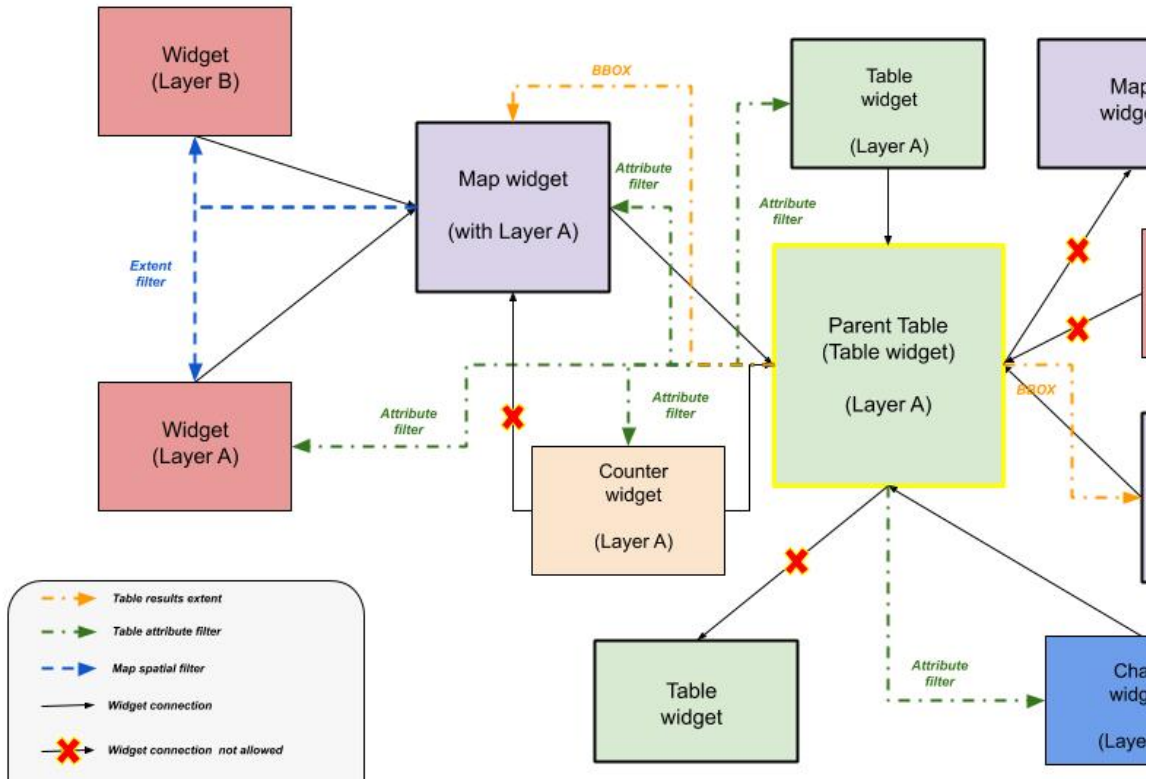 Widget
(Layer B)
BBOX
Table
widget
(Layer A)
Map
Map widget
(with Layer A)
Attribute
filter
Attribute
filter
Extent
filter
Parent Table
(Table widget)
(Layer A)
BBOX
Widget
(Layer A)
Attribute
filter
Attribute
filter
Counter
widget
(Layer A)
Table results extent
Table attribute filter
Map spatial filter
Widget connection
Widget connection not allowed
Table
widget
Attribute
filter